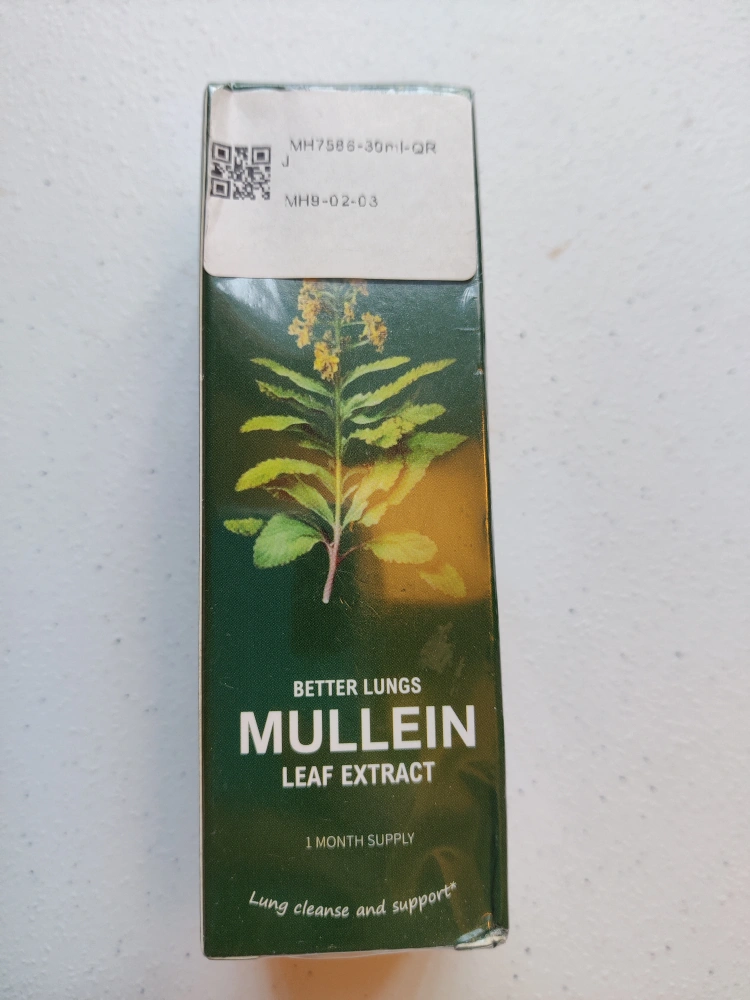 MH7586-30ml-QR
J
MH9-02-03
BETTER LUNGS
MULLEIN
LEAF EXTRACT
1 MONTH SUPPLY
Lung cleanse and support*